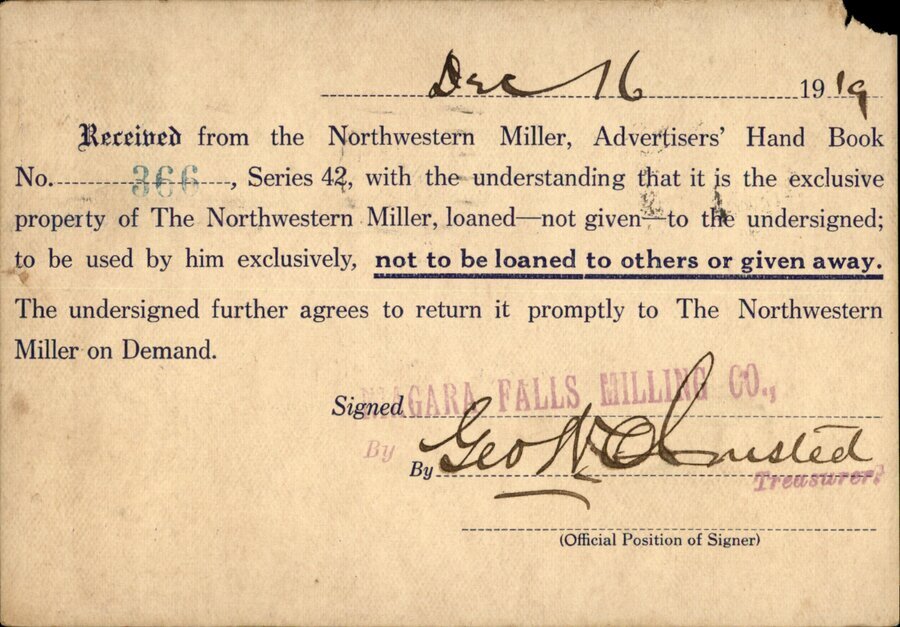 Dec 16 1919
Received from the Northwestern Miller, Advertisers' Hand Book
No. 366, Series 42, with the understanding that it is the exclusive
property of The Northwestern Miller, loaned—not given—to the undersigned;
to be used by him exclusively, not to be loaned to others or given away.
The undersigned further agrees to return it promptly to The Northwestern
Miller on Demand.
NIAGARA FALLS MILLING CO.,
Signed
By
By Geo W Olmsted
Treasurer.
(Official Position of Signer)